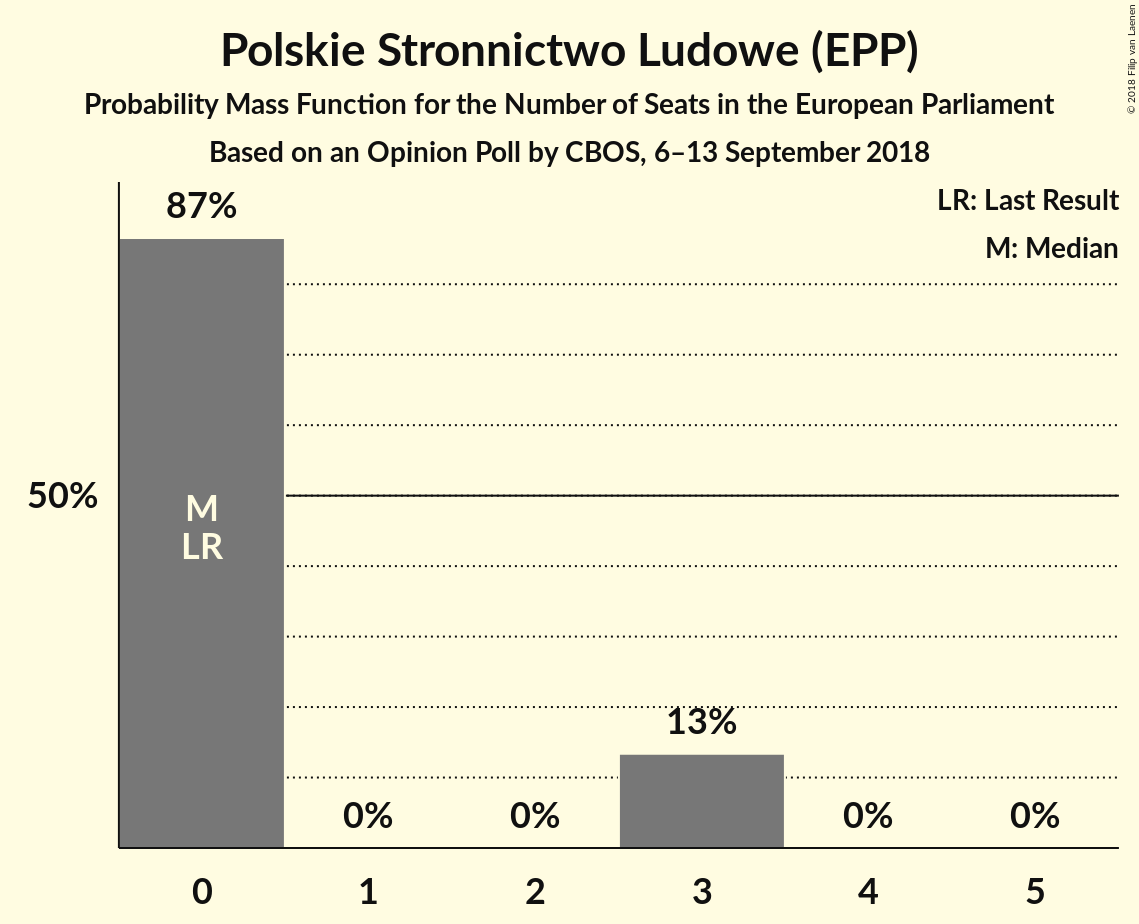 Polskie Stronnictwo Ludowe (EPP)
Probability Mass Function for the Number of Seats in the European Parliament
Based on an Opinion Poll by CBOS, 6–13 September 2018
© 2018 Filip van Laenen
LR: Last Result
M: Median
87%
50%
M
LR
13%
0%
0%
0%
0%
0
1
2
3
4
5